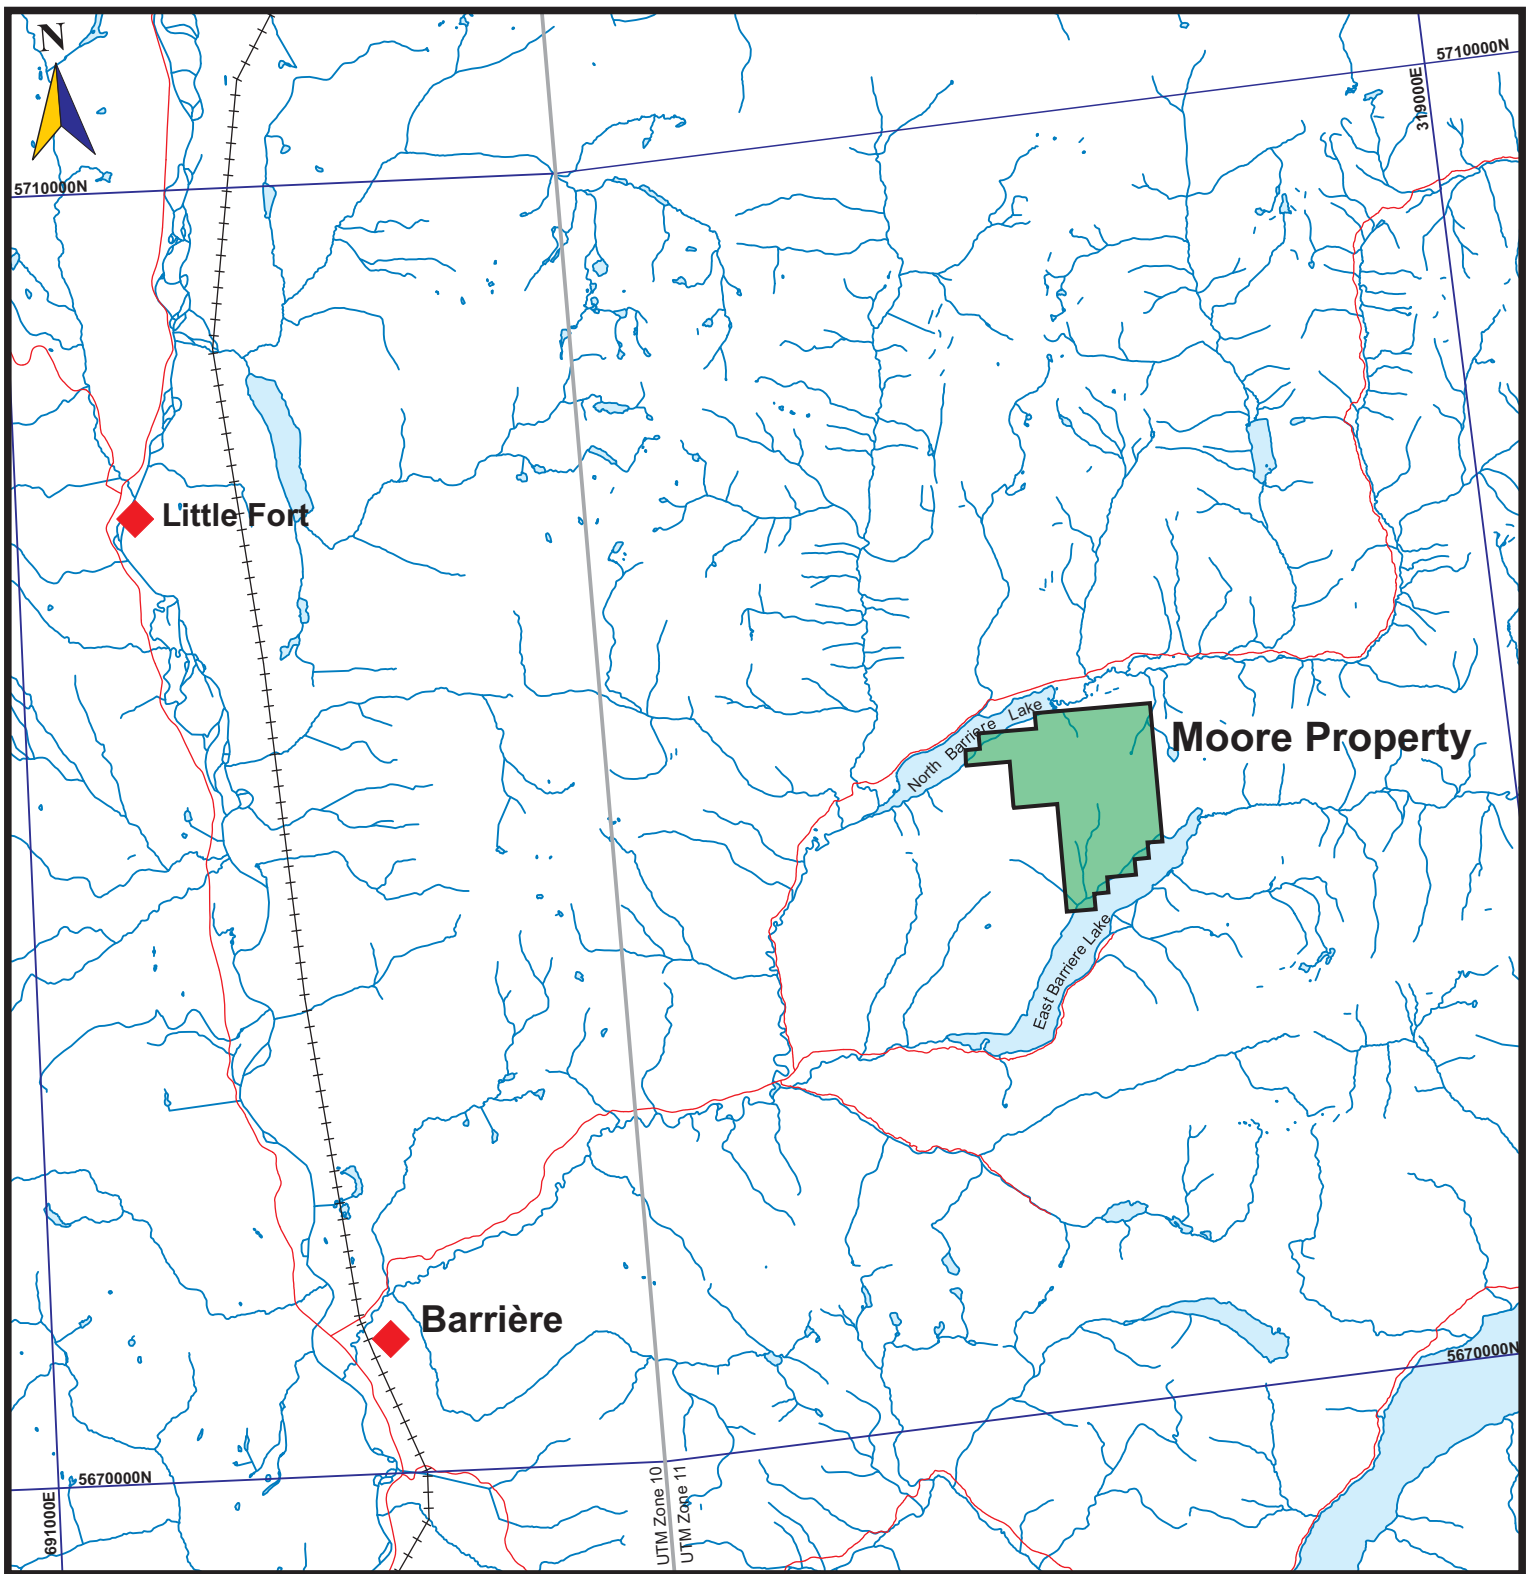 N
5710000N
319000E
5710000N
Little Fort
North Barriere Lake
Moore Property
East Barriere Lake
Barrière
5670000N
5670000N
691000E
UTM Zone 10
UTM Zone 11